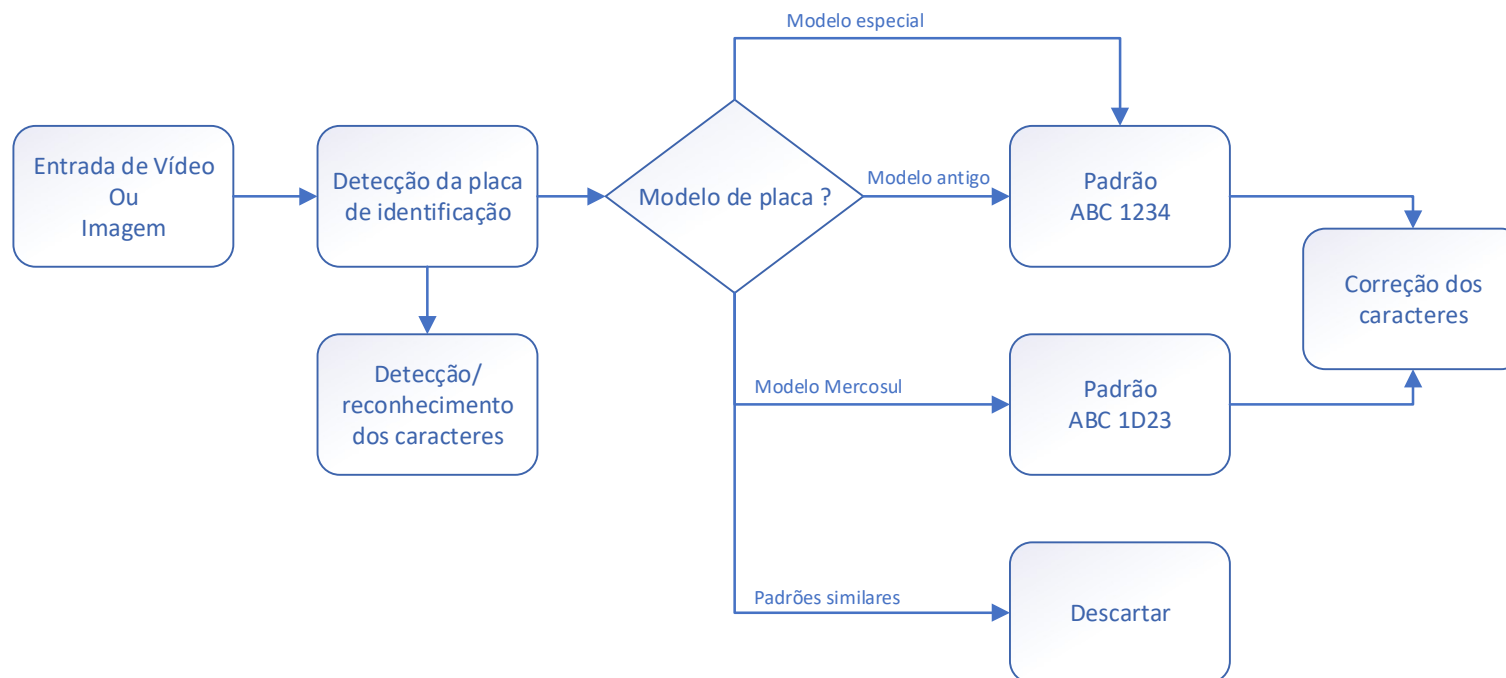 Modelo especial
Entrada de Vídeo
Ou
Imagem
Detecção da placa
de identificação
Modelo de placa ?
Modelo antigo
Padrão
ABC 1234
Correção dos
caracteres
Detecção/
reconhecimento
dos caracteres
Modelo Mercosul
Padrão
ABC 1D23
Padrões similares
Descartar